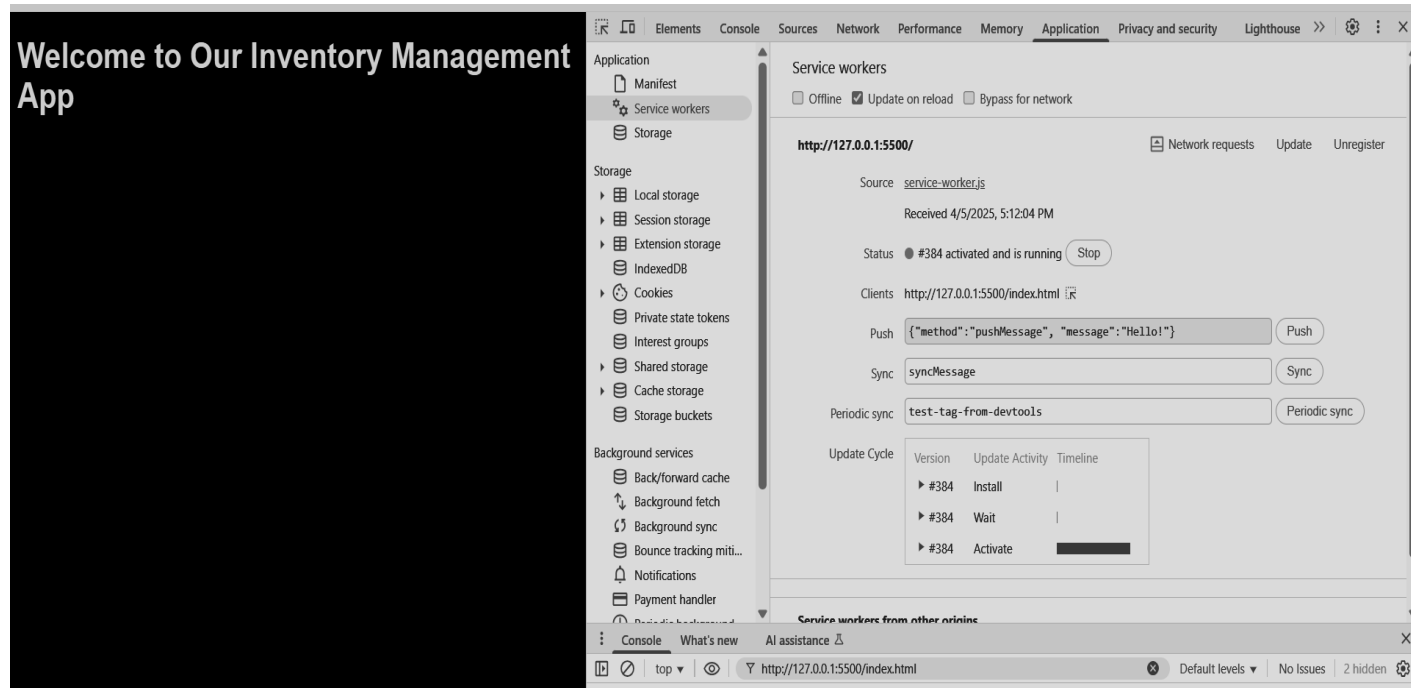 Welcome to Our Inventory Management
App
Elements Console Sources Network Performance Memory Application Privacy and security Lighthouse
Application
Manifest
Service workers
Storage
Storage
Local storage
Session storage
Extension storage
IndexedDB
Cookies
Private state tokens
Interest groups
Shared storage
Cache storage
Storage buckets
Background services
Back/forward cache
Background fetch
Background sync
Bounce tracking miti...
Notifications
Payment handler
Service workers
Offline Update on reload Bypass for network
http://127.0.0.1:5500/ Network requests Update Unregister
Source service-worker.js
Received 4/5/2025, 5:12:04 PM
Status #384 activated and is running Stop
Clients http://127.0.0.1:5500/index.html
Push {"method":"pushMessage", "message":"Hello!"} Push
Sync syncMessage Sync
Periodic sync test-tag-from-devtools Periodic sync
Update Cycle Version Update Activity Timeline
#384 Install
#384 Wait
#384 Activate
Service workers from other origins
Console What's new AI assistance
top http://127.0.0.1:5500/index.html Default levels No Issues 2 hidden